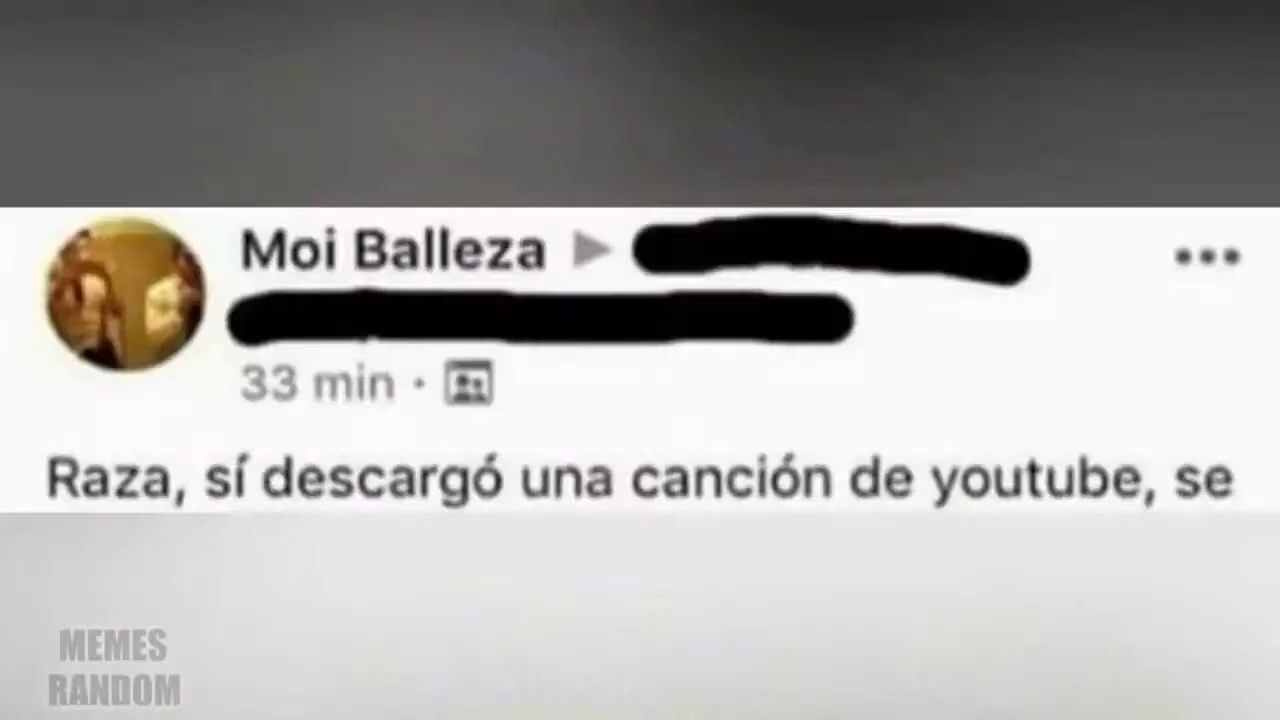 Moi Balleza
33 min
Raza, sí descargó una canción de youtube, se
MEMES
RANDOM